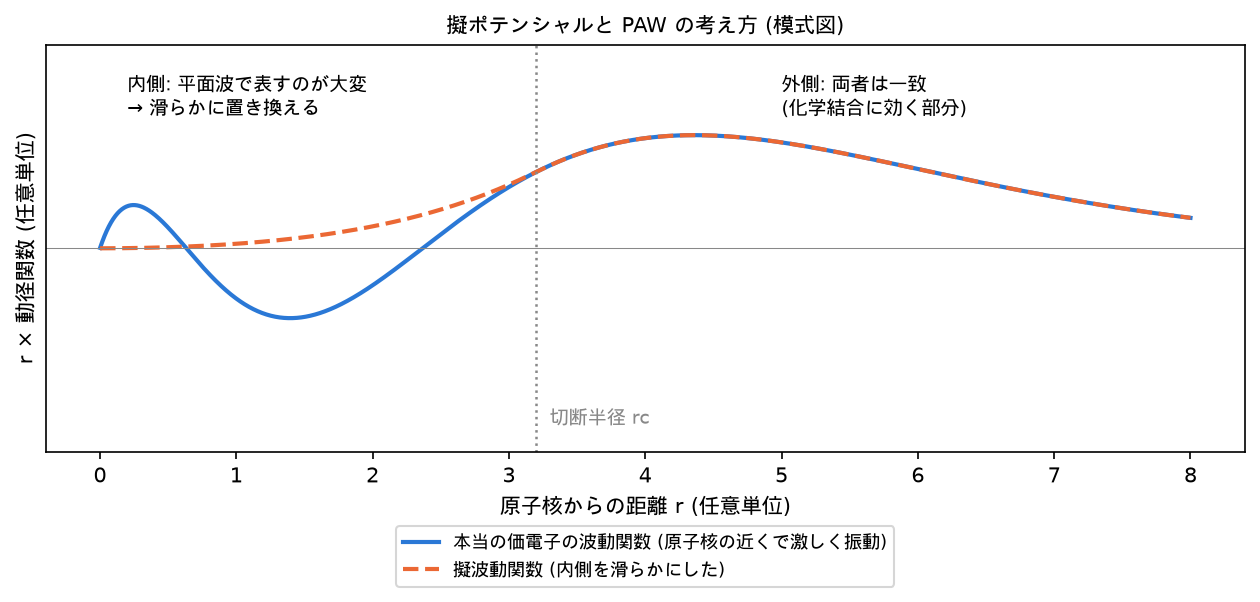 擬ポテンシャルと PAW の考え方 (模式図)
内側: 平面波で表すのが大変
→ 滑らかに置き換える
外側: 両者は一致
(化学結合に効く部分)
r × 動径関数 (任意単位)
切断半径 rc
0 1 2 3 4 5 6 7 8
原子核からの距離 r (任意単位)
本当の価電子の波動関数 (原子核の近くで激しく振動)
擬波動関数 (内側を滑らかにした)